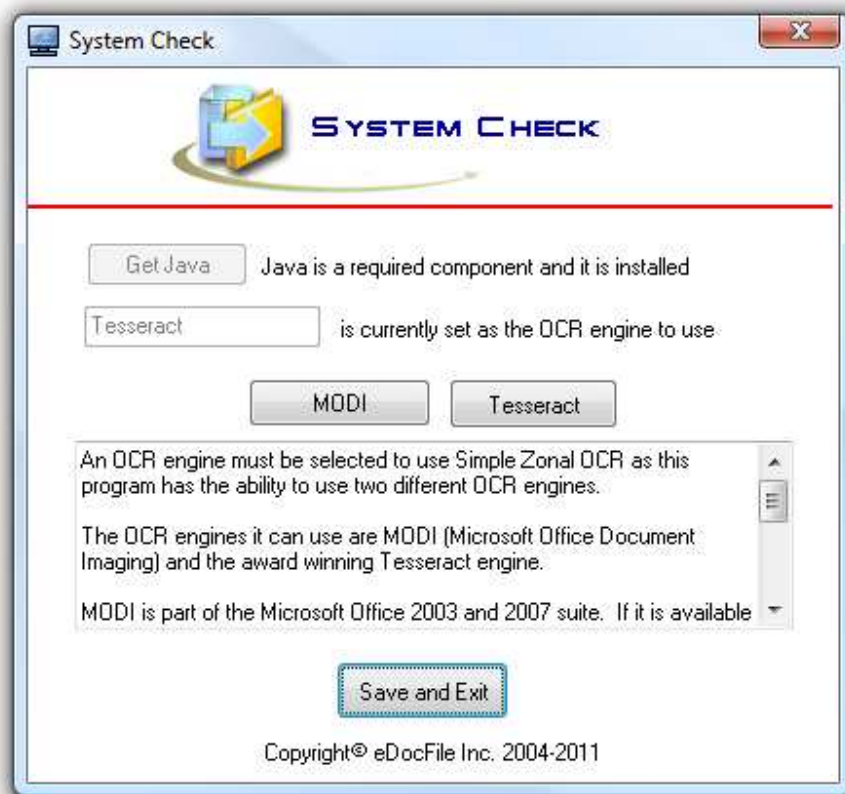 System Check
SYSTEM CHECK
Get Java Java is a required component and it is installed
Tesseract is currently set as the OCR engine to use
MODI Tesseract
An OCR engine must be selected to use Simple Zonal OCR as this
program has the ability to use two different OCR engines.
The OCR engines it can use are MODI (Microsoft Office Document
Imaging) and the award winning Tesseract engine.
MODI is part of the Microsoft Office 2003 and 2007 suite.  If it is available
Save and Exit
Copyright© eDocFile Inc. 2004-2011